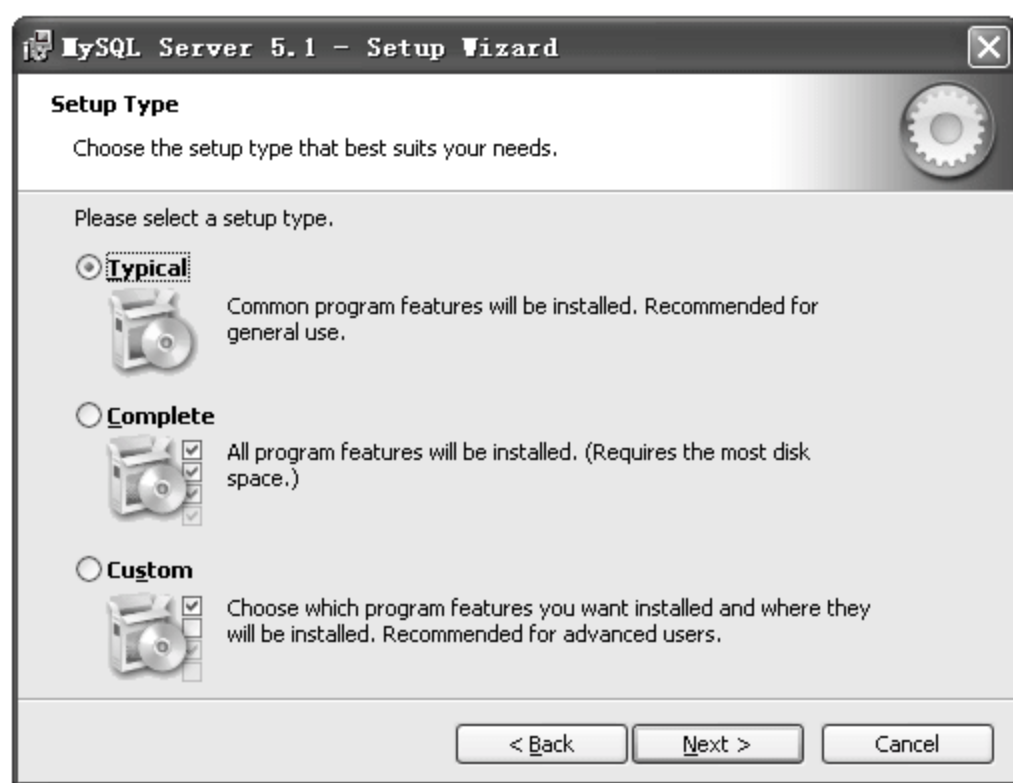 MySQL Server 5.1 - Setup Wizard
Setup Type
Choose the setup type that best suits your needs.
Please select a setup type.
Typical
Common program features will be installed. Recommended for
general use.
Complete
All program features will be installed. (Requires the most disk
space.)
Custom
Choose which program features you want installed and where they
will be installed. Recommended for advanced users.
< Back
Next >
Cancel